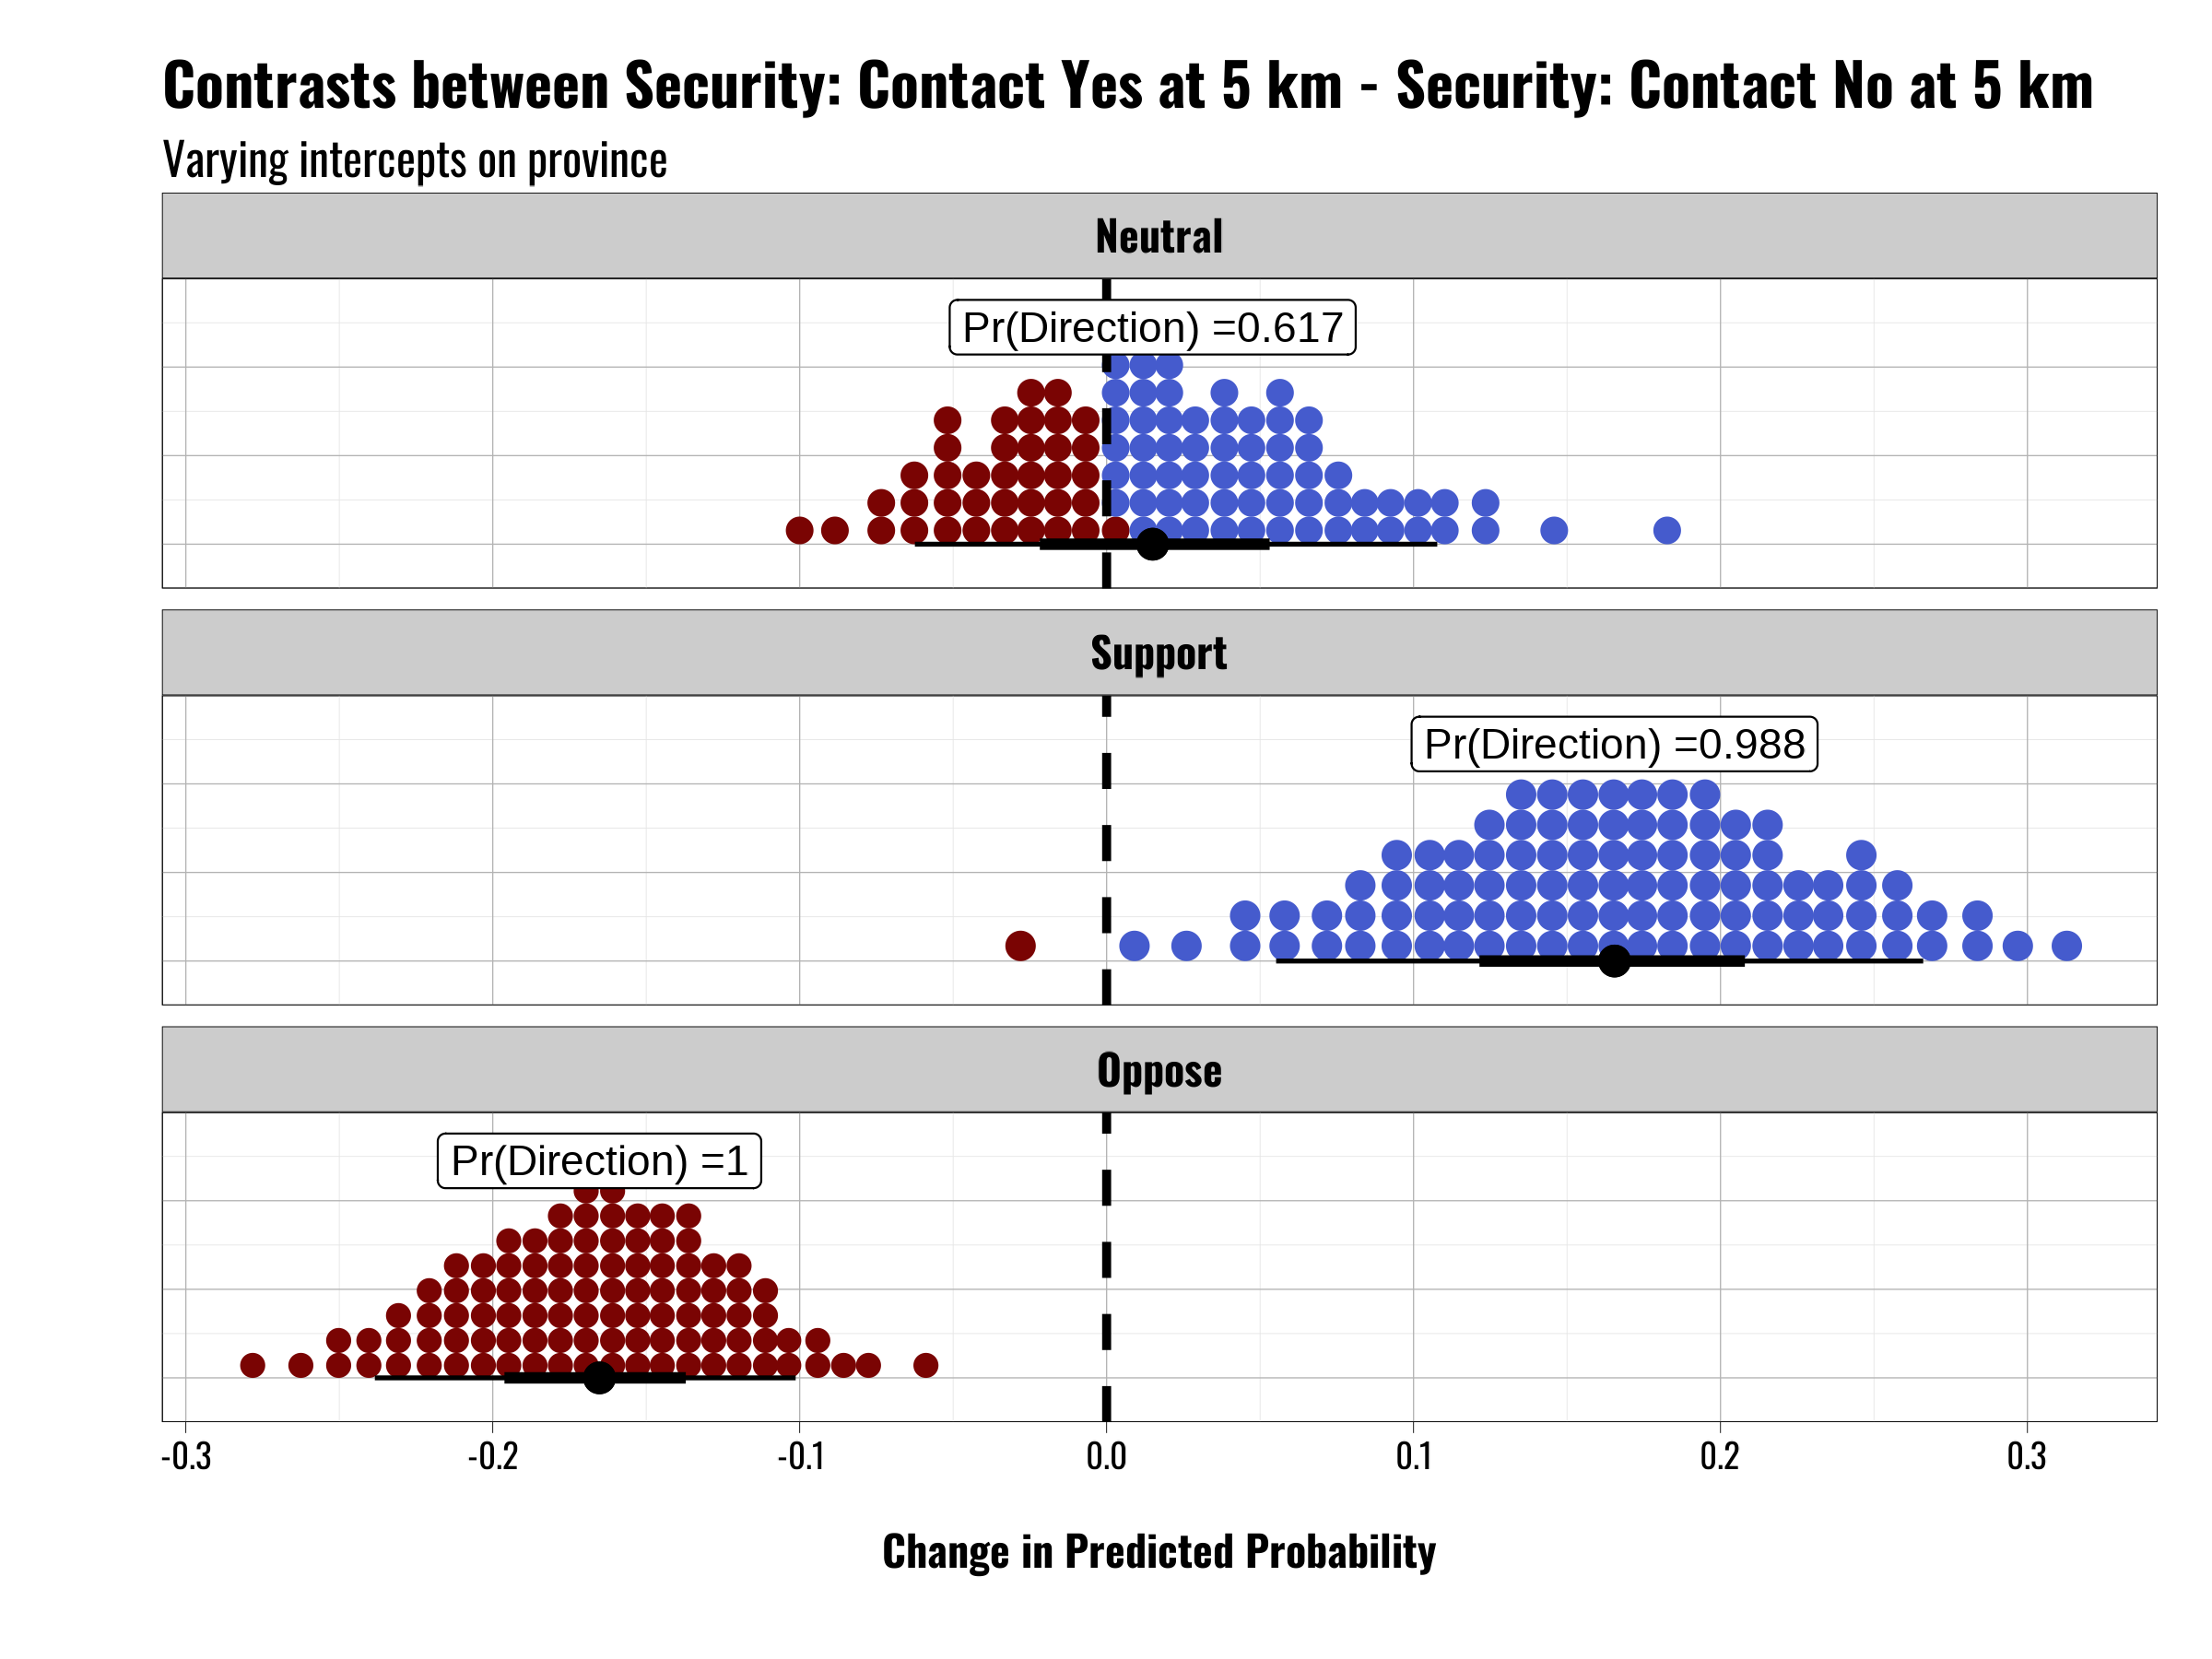 Contrasts between Security: Contact Yes at 5 km - Security: Contact No at 5 km
Varying intercepts on province
Neutral
Pr(Direction) =0.617
Support
Pr(Direction) =0.988
Oppose
Pr(Direction) =1
-0.3 -0.2 -0.1 0.0 0.1 0.2 0.3
Change in Predicted Probability